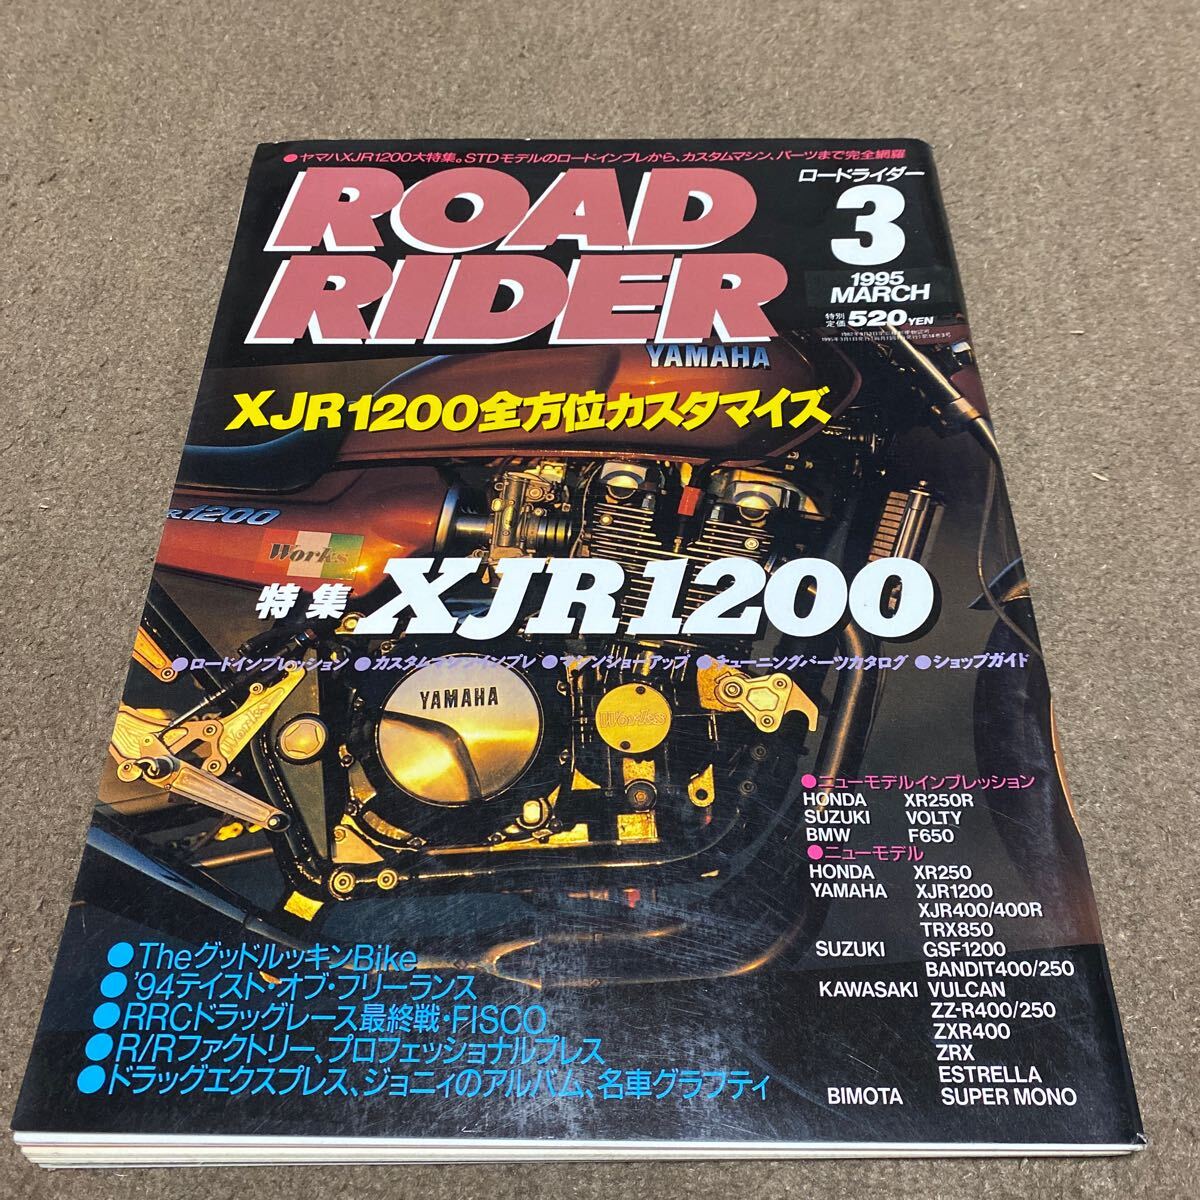 ●ヤマハXJR1200大特集。STDモデルのロードインプレから、カスタムマシン、パーツまで完全網羅
ROAD
RIDER
ロードライダー
3
1995
MARCH
特別定価520YEN
YAMAHA
XJR1200全方位カスタマイズ
R1200
Works
特集 XJR1200
●ロードインプレッション ●カスタムマシンインプレ ●マシンショーアップ ●チューニングパーツカタログ ●ショップガイド
YAMAHA
Works
Works
●ニューモデルインプレッション
HONDA XR250R
SUZUKI VOLTY
BMW F650
●ニューモデル
HONDA XR250
YAMAHA XJR1200
XJR400/400R
TRX850
SUZUKI GSF1200
BANDIT400/250
KAWASAKI VULCAN
ZZ-R400/250
ZXR400
ZRX
ESTRELLA
BIMOTA SUPER MONO
●TheグッドルッキンBike
●'94テイスト・オブ・フリーランス
●RRCドラッグレース最終戦・FISCO
●R/Rファクトリー、プロフェッショナルプレス
●ドラッグエクスプレス、ジョニィのアルバム、名車グラフティ